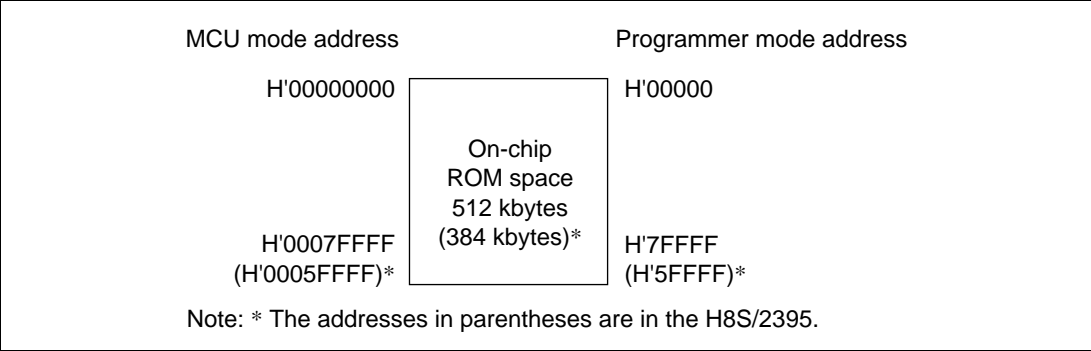 MCU mode address Programmer mode address
H'00000000 H'00000
On-chip
ROM space
512 kbytes
(384 kbytes)*
H'0007FFFF H'7FFFF
(H'0005FFFF)* (H'5FFFF)*
Note: * The addresses in parentheses are in the H8S/2395.